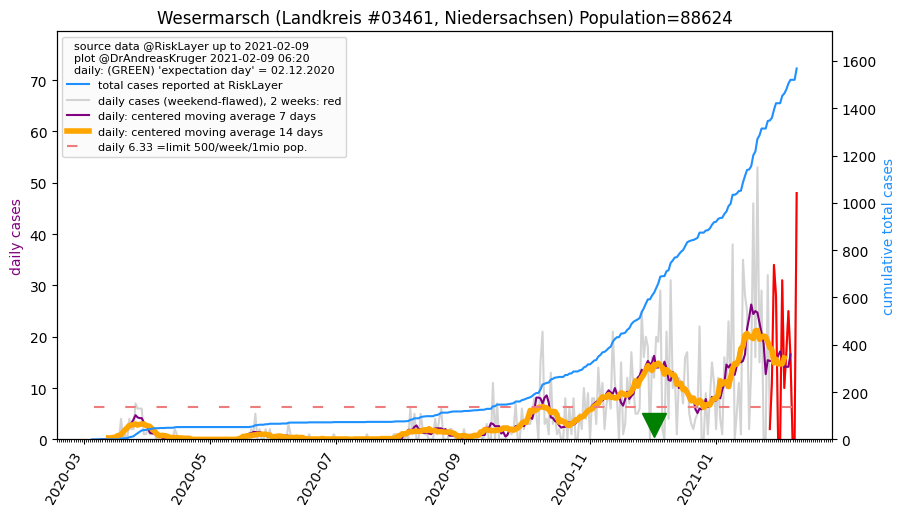 Wesermarsch (Landkreis #03461, Niedersachsen) Population=88624
source data @RiskLayer up to 2021-02-09
plot @DrAndreasKruger 2021-02-09 06:20
daily: (GREEN) 'expectation day' = 02.12.2020
total cases reported at RiskLayer
daily cases (weekend-flawed), 2 weeks: red
daily: centered moving average 7 days
daily: centered moving average 14 days
daily 6.33 =limit 500/week/1mio pop.
daily cases
70
60
50
40
30
20
10
0
cumulative total cases
1600
1400
1200
1000
800
600
400
200
0
2020-03
2020-05
2020-07
2020-09
2020-11
2021-01